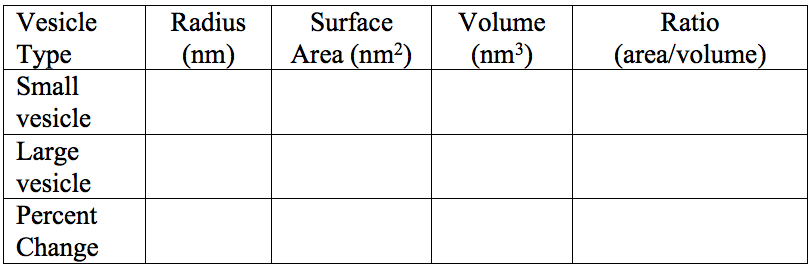 Vesicle Type Radius (nm) Surface Area (nm²) Volume (nm³) Ratio (area/volume)
Small vesicle
Large vesicle
Percent Change